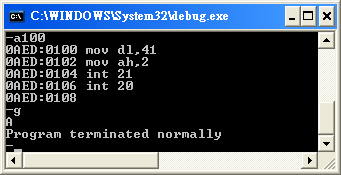 C:\WINDOWS\System32\debug.exe
-a100
0AED:0100 mov dl,41
0AED:0102 mov ah,2
0AED:0104 int 21
0AED:0106 int 20
0AED:0108
-g
A
Program terminated normally
-